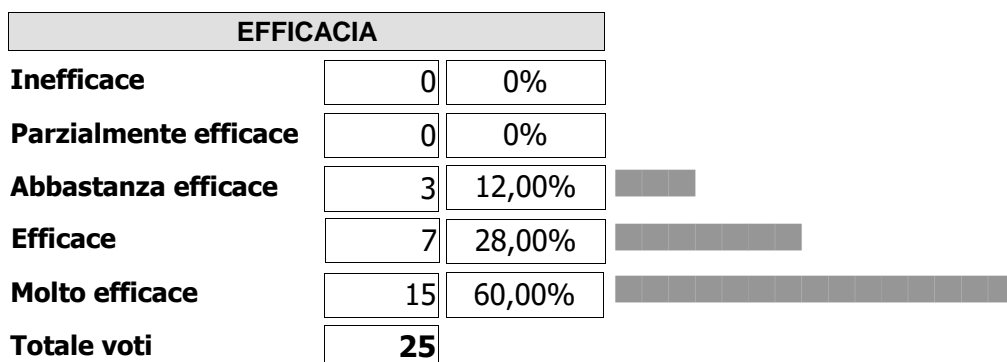 EFFICACIA
Inefficace 0 0%
Parzialmente efficace 0 0%
Abbastanza efficace 3 12,00%
Efficace 7 28,00%
Molto efficace 15 60,00%
Totale voti 25